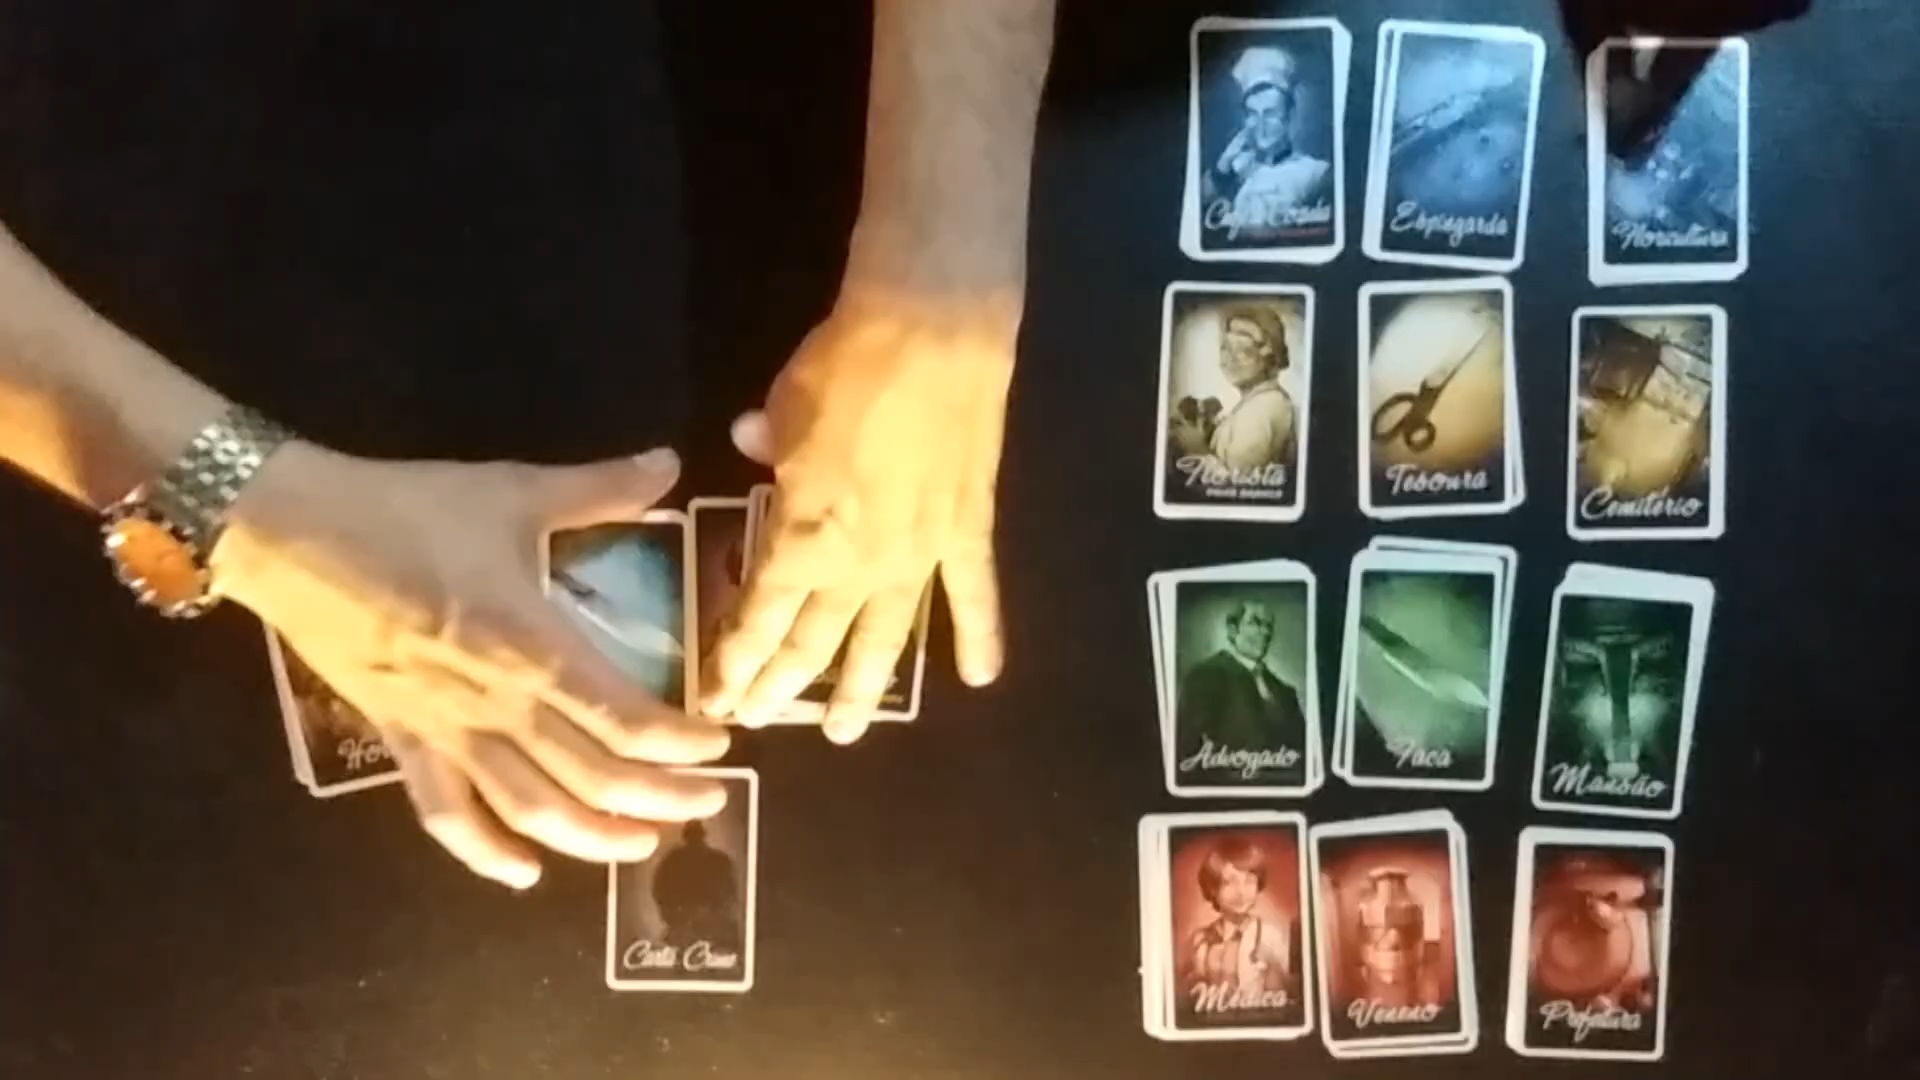 Espingarda
Floricultura
Florista
Tesoura
Cemitério
Advogado
Faca
Mansão
Carta Crime
Médica
Veneno
Prefeitura